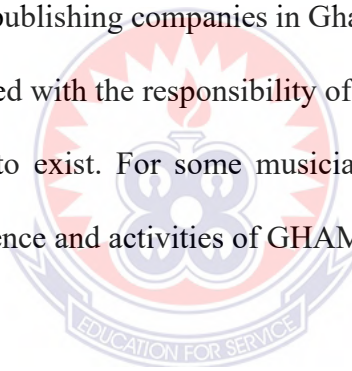 publishing companies in Gha
ed with the responsibility of
to exist. For some musicia
ence and activities of GHAM
EDUCATION FOR SERVICE